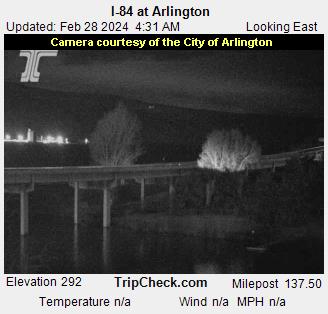 I-84 at Arlington
Updated: Feb 28 2024 4:31 AM Looking East
Camera courtesy of the City of Arlington
Elevation 292 TripCheck.com Milepost 137.50
Temperature n/a Wind n/a MPH n/a